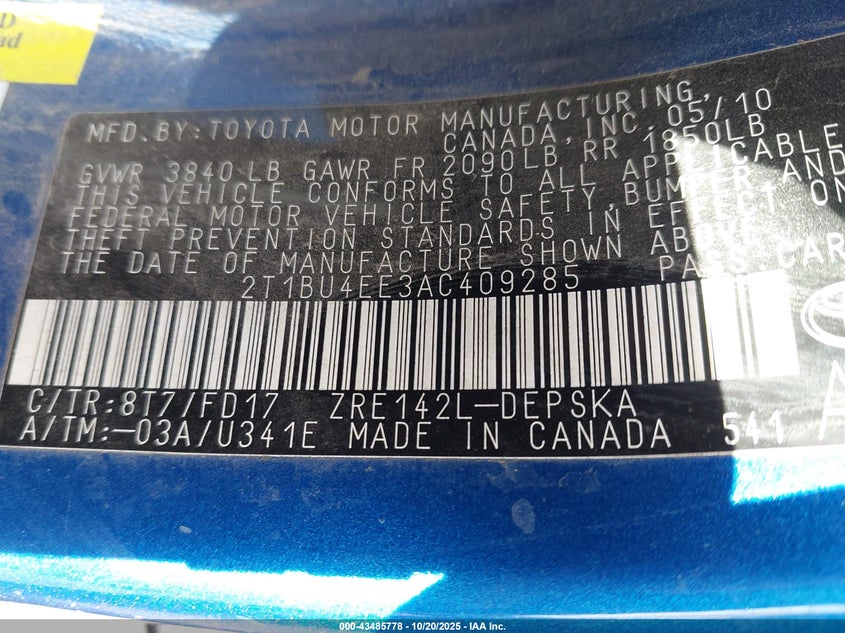 D
ad
MFD. BY: TOYOTA MOTOR MANUFACTURING,
CANADA, INC. 05/10
GVWR 3840 LB GAWR FR 2090LB RR 1850LB
THIS VEHICLE CONFORMS TO ALL APPLICABLE
FEDERAL MOTOR VEHICLE SAFETY, BUMPER AND
THEFT PREVENTION STANDARDS IN EFFECT ON
THE DATE OF MANUFACTURE SHOWN ABOVE.
2T1BU4EE3AC409285 PASS CAR
C/TR:8T7/FD17 ZRE142L-DEPSKA
A/TM:-03A/U341E MADE IN CANADA 541
000-43485778 - 10/20/2025 - IAA Inc.